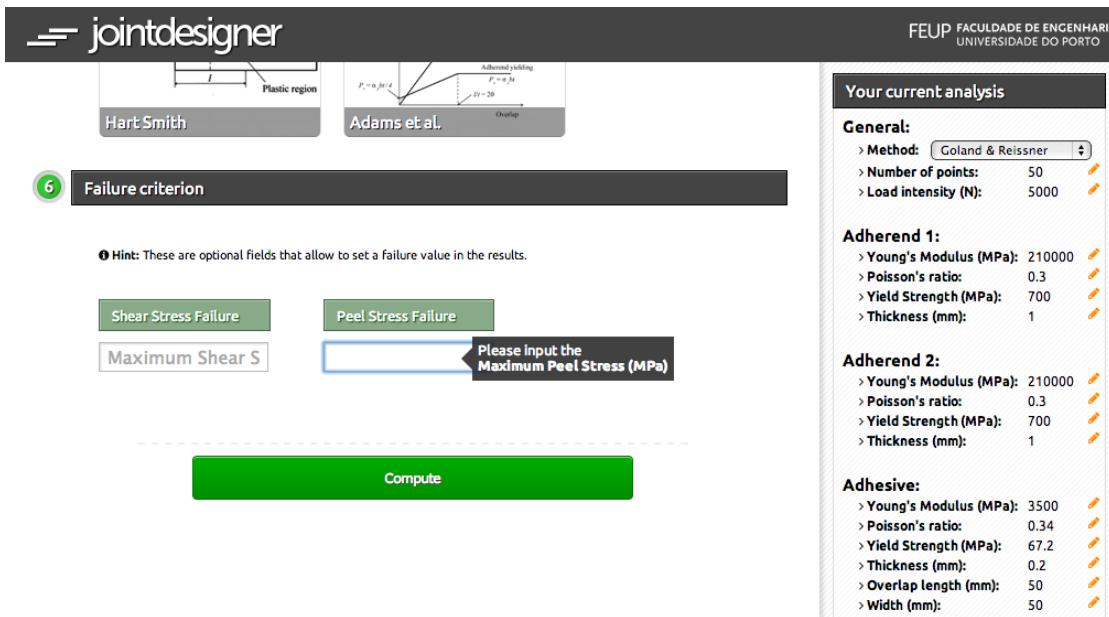 jointdesigner
FEUP FACULDADE DE ENGENHARI
UNIVERSIDADE DO PORTO
l
Plastic region
Hart Smith
Adherend yielding
Overlap
Adams et al.
6 Failure criterion
Hint: These are optional fields that allow to set a failure value in the results.
Shear Stress Failure
Peel Stress Failure
Maximum Shear S
Please input the
Maximum Peel Stress (MPa)
Compute
Your current analysis
General:
› Method: Goland & Reissner
› Number of points: 50
› Load intensity (N): 5000
Adherend 1:
› Young's Modulus (MPa): 210000
› Poisson's ratio: 0.3
› Yield Strength (MPa): 700
› Thickness (mm): 1
Adherend 2:
› Young's Modulus (MPa): 210000
› Poisson's ratio: 0.3
› Yield Strength (MPa): 700
› Thickness (mm): 1
Adhesive:
› Young's Modulus (MPa): 3500
› Poisson's ratio: 0.34
› Yield Strength (MPa): 67.2
› Thickness (mm): 0.2
› Overlap length (mm): 50
› Width (mm): 50